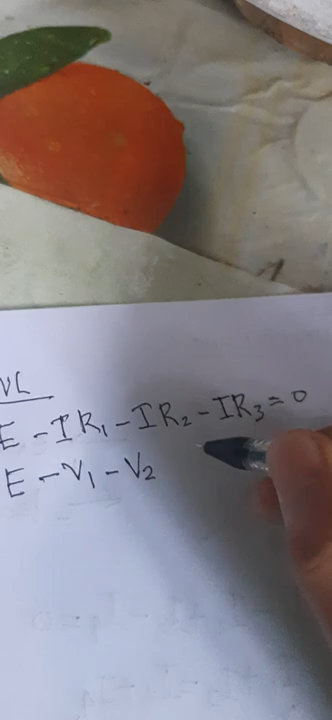 VL
E - IR₁ - IR₂ - IR₃ = 0
E - V₁ - V₂